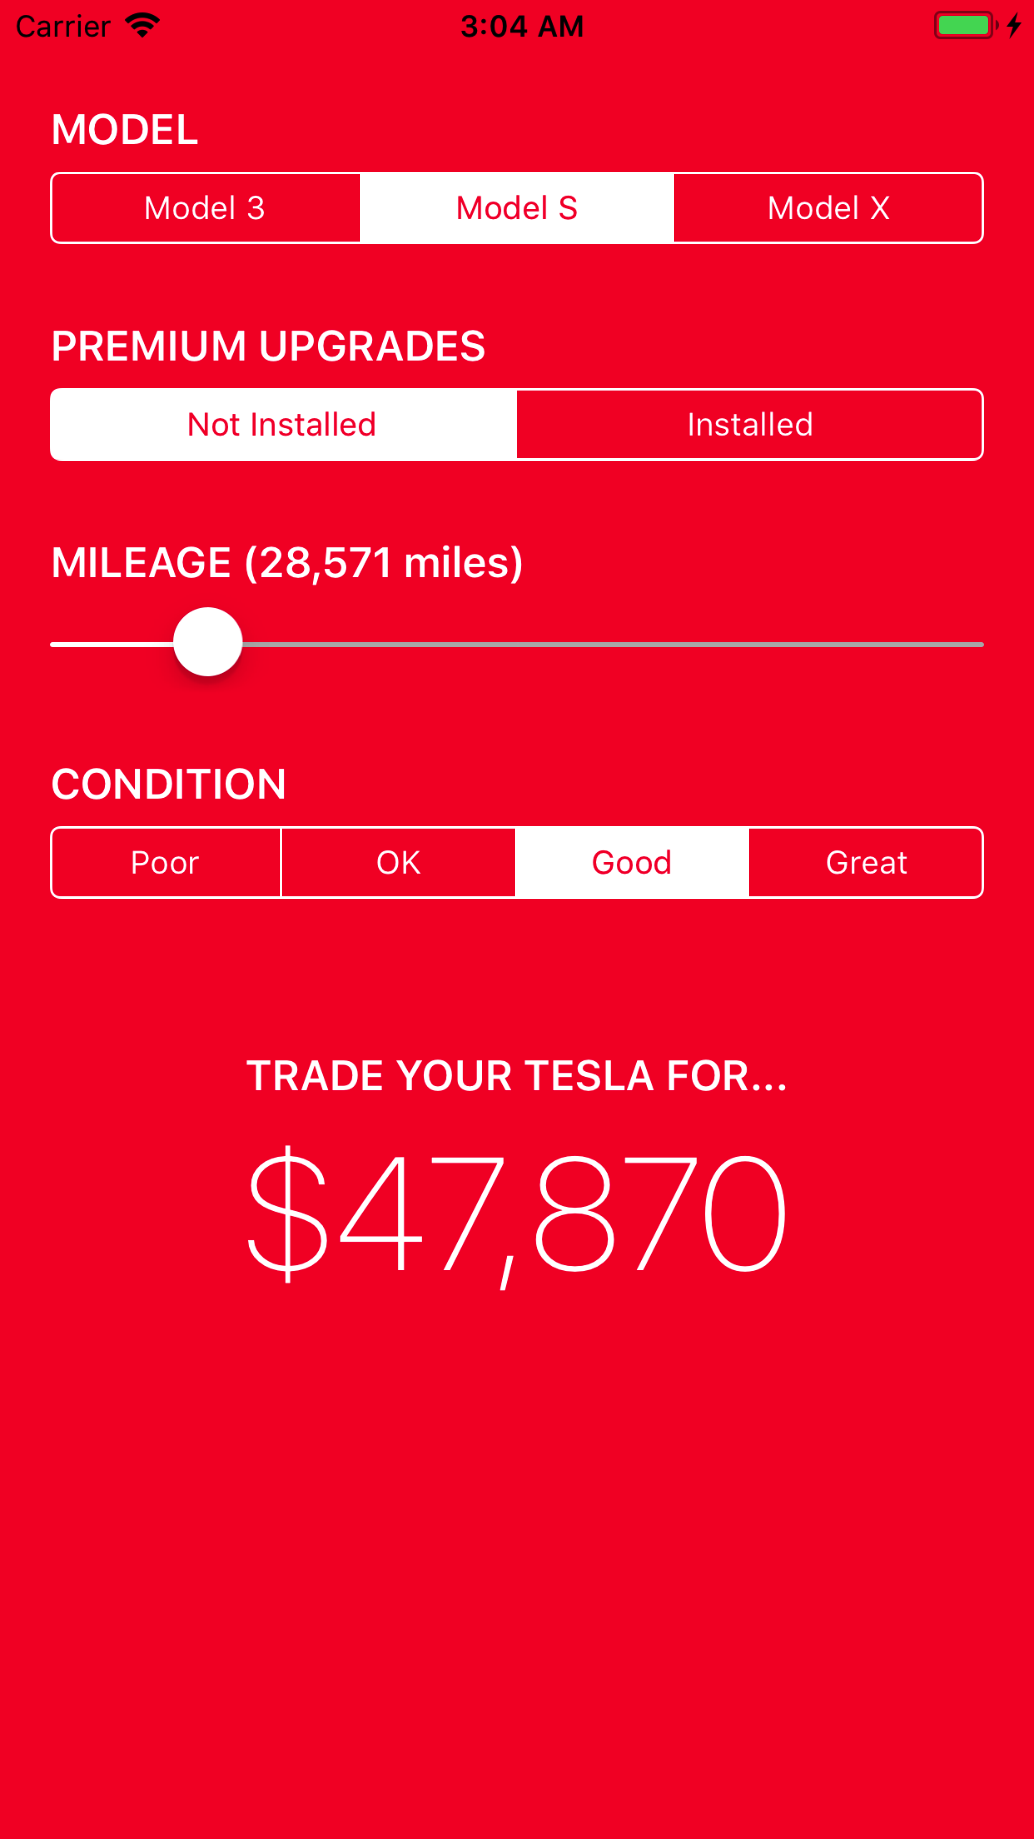 Carrier 3:04 AM
MODEL
Model 3 Model S Model X
PREMIUM UPGRADES
Not Installed Installed
MILEAGE (28,571 miles)
CONDITION
Poor OK Good Great
TRADE YOUR TESLA FOR...
$47,870